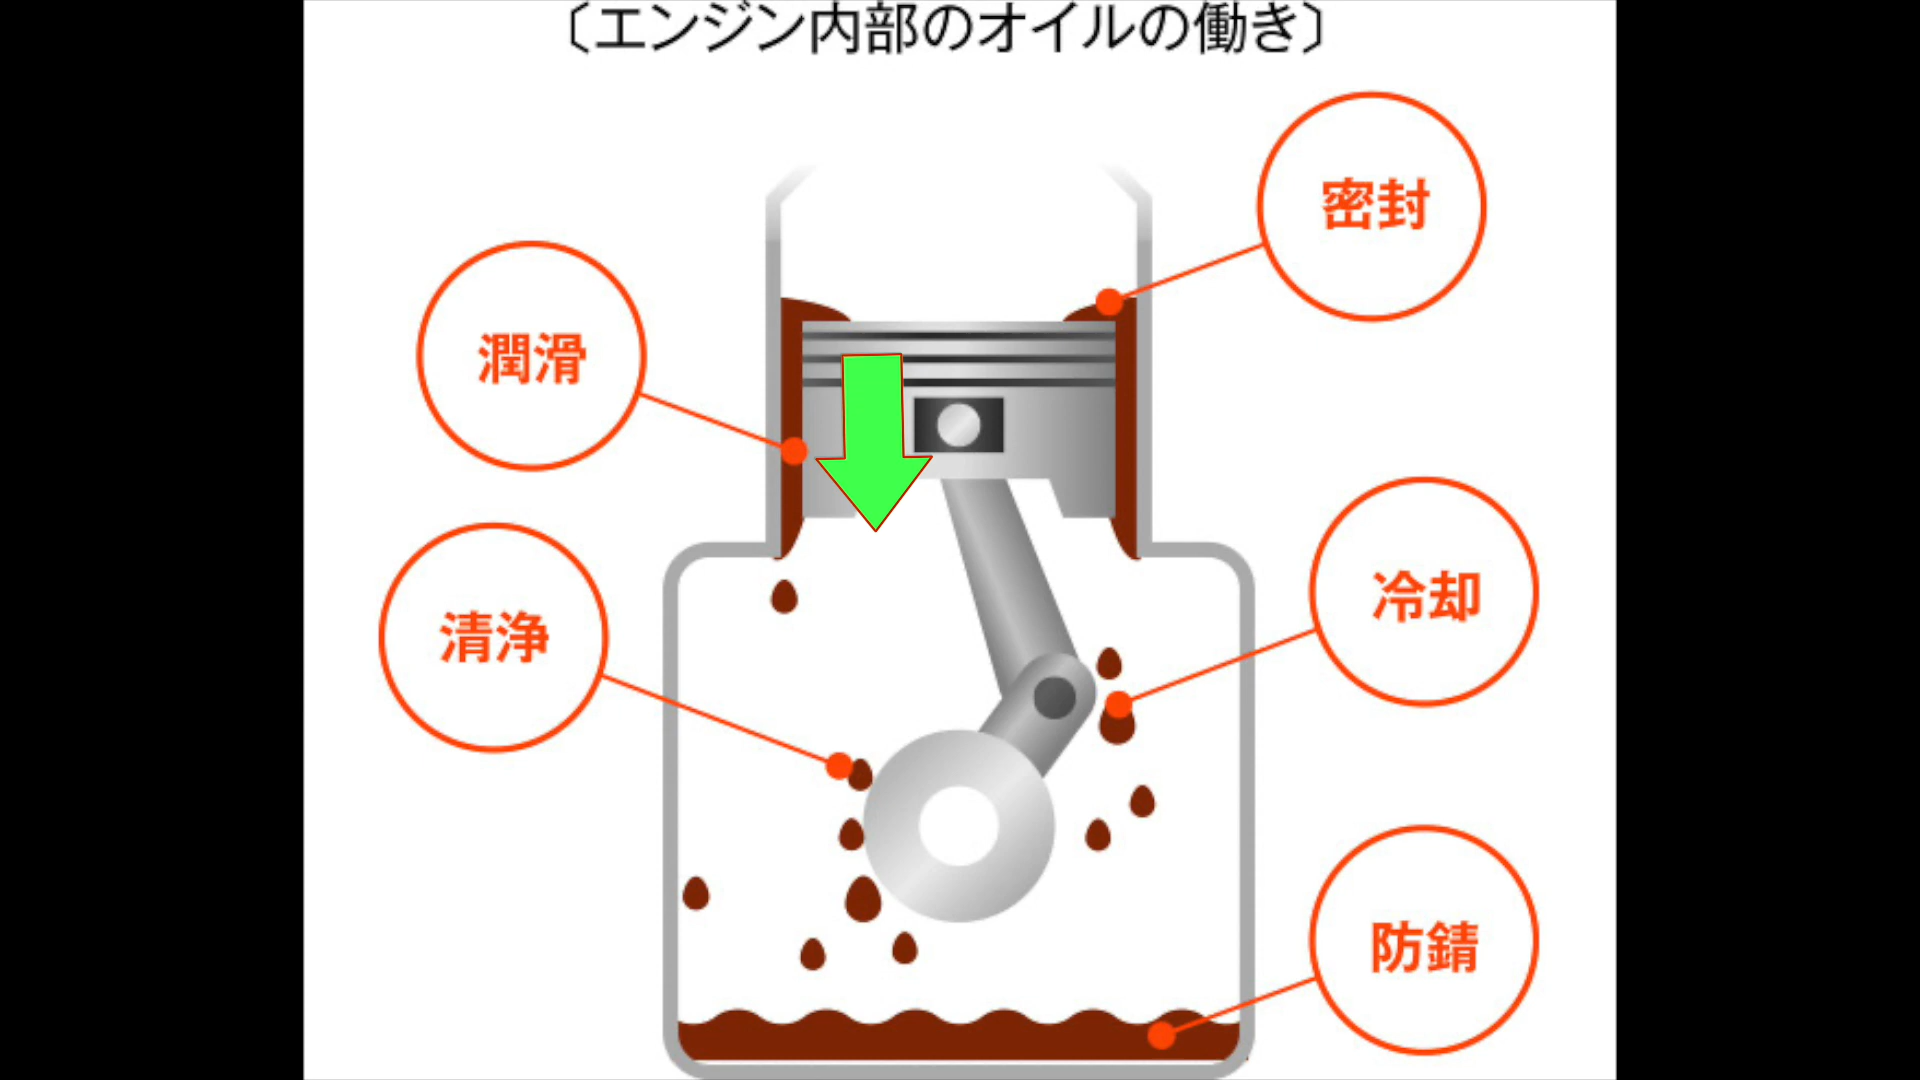 〔エンジン内部のオイルの働き〕
密封
潤滑
冷却
清浄
防錆